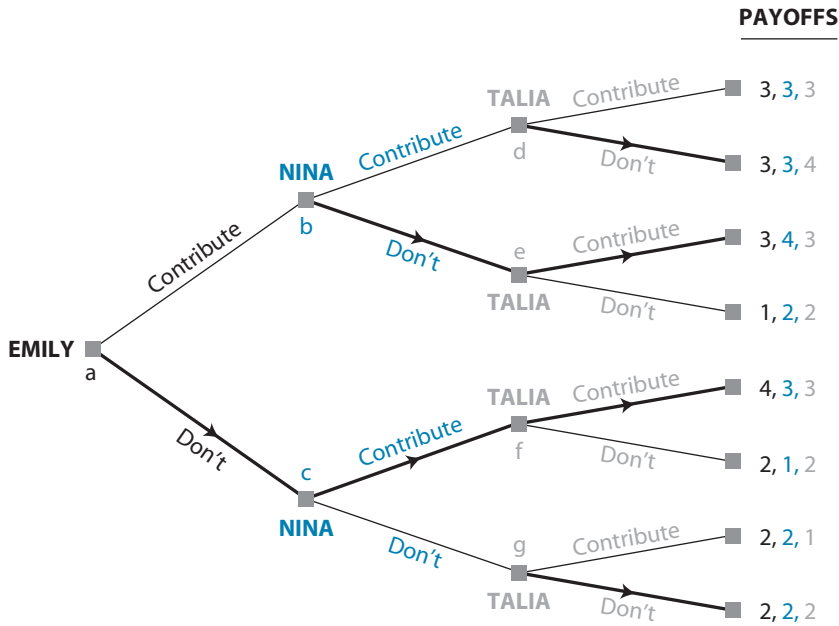 PAYOFFS
TALIA
Contribute
3, 3, 3
d
Don't
3, 3, 4
NINA
Contribute
b
Don't
e
Contribute
3, 4, 3
TALIA
Don't
1, 2, 2
Contribute
EMILY
a
Don't
TALIA
Contribute
4, 3, 3
f
Don't
2, 1, 2
c
Contribute
NINA
Don't
g
Contribute
2, 2, 1
TALIA
Don't
2, 2, 2